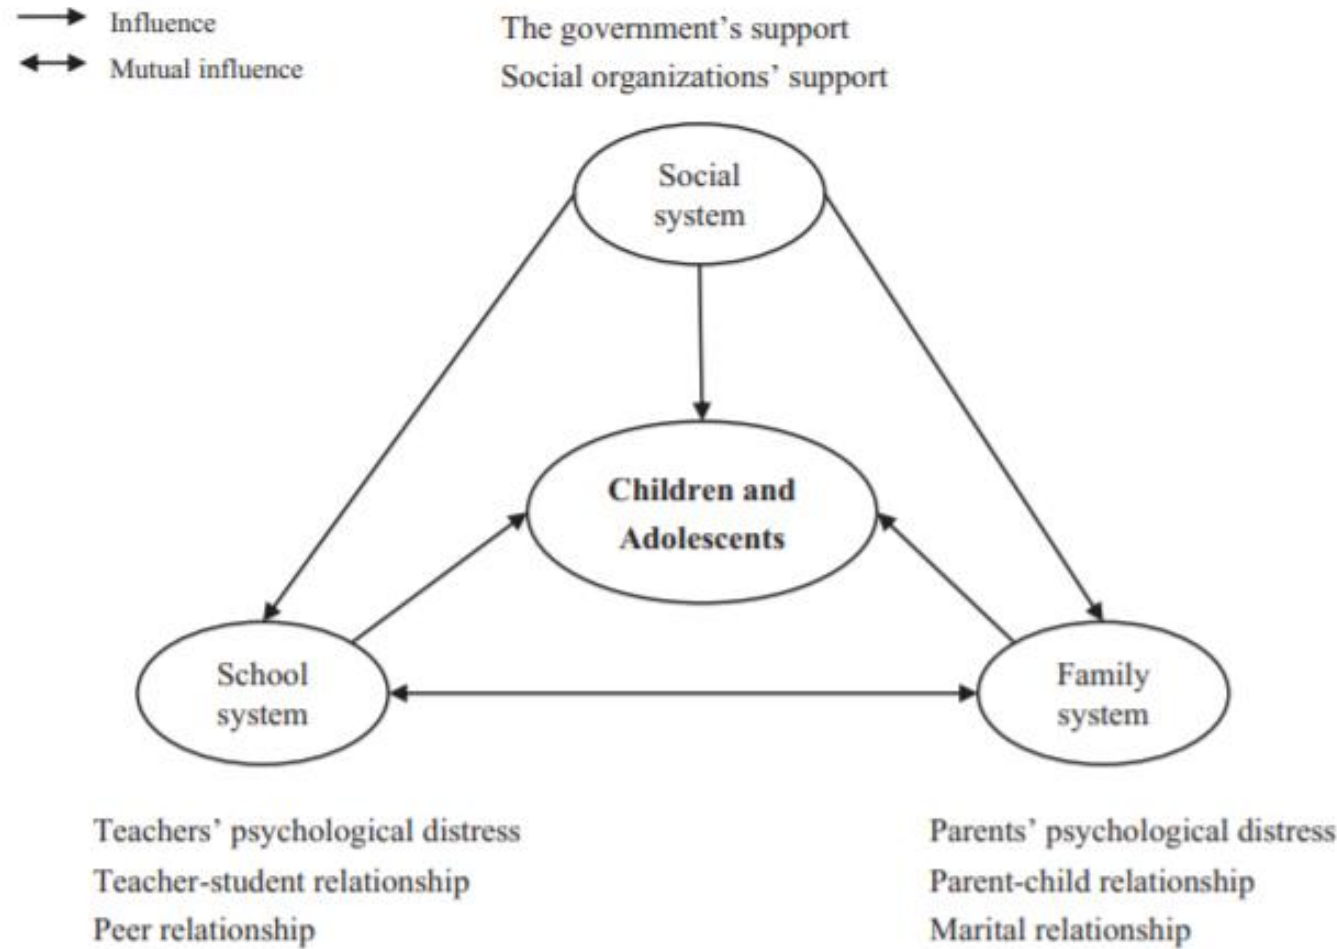 Influence
Mutual influence
The government's support
Social organizations' support
Social
system
Children and
Adolescents
School
system
Family
system
Teachers' psychological distress
Teacher-student relationship
Peer relationship
Parents' psychological distress
Parent-child relationship
Marital relationship